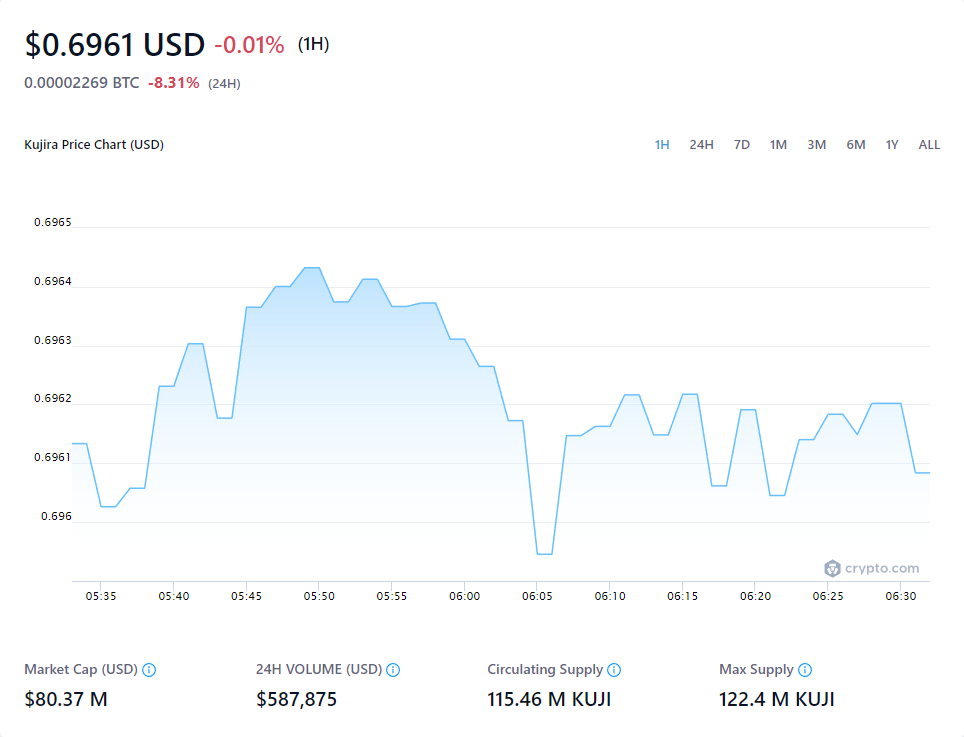 $0.6961 USD -0.01% (1H)
0.00002269 BTC -8.31% (24H)
Kujira Price Chart (USD) 1H 24H 7D 1M 3M 6M 1Y ALL
0.6965
0.6964
0.6963
0.6962
0.6961
0.696
crypto.com
05:35 05:40 05:45 05:50 05:55 06:00 06:05 06:10 06:15 06:20 06:25 06:30
Market Cap (USD) 24H VOLUME (USD) Circulating Supply Max Supply
$80.37 M $587,875 115.46 M KUJI 122.4 M KUJI